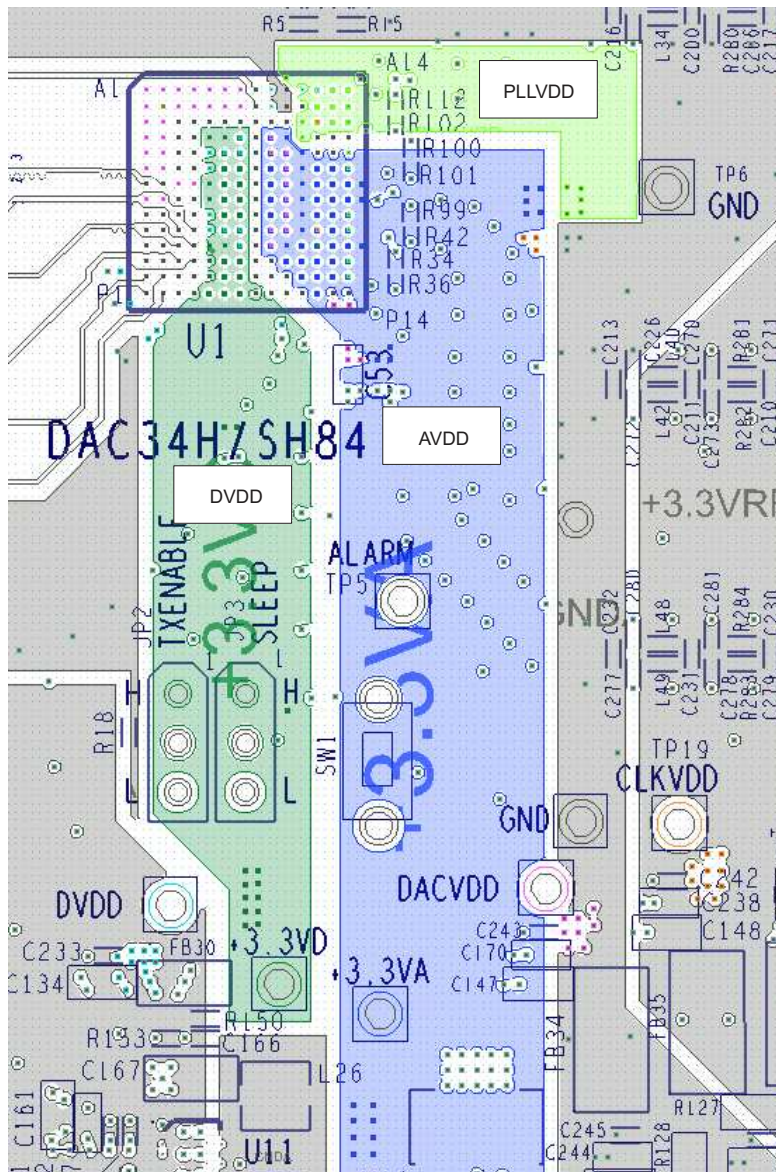 R5
R15
C216
L34
C200
R280
C286
C217
AL4
A1
PLLVDD
R112
R102
R100
R101
R99
R42
R34
R36
TP6
GND
P1
P14
U1
C53
C213
C226
L40
C270
R281
C271
L42
C211
C273
R282
C210
C272
DAC34H/SH84
AVDD
DVDD
+3.3VRF
ALARM
TP5
+3.3VD
+3.3VA
JP2
TXENABLE
JP3
SLEEP
GND
C232
C280
L48
C281
R284
C230
C277
L49
C231
C278
R283
C279
1
H
H
R18
SW1
L
L
TP19
CLKVDD
GND
DVDD
DACVDD
C242
C238
C148
C243
C170
C147
C233
FB30
+3.3VD
C134
+3.3VA
R150
R153
C166
C167
L26
FB34
FB35
R127
C161
U11
C245
C244
R128